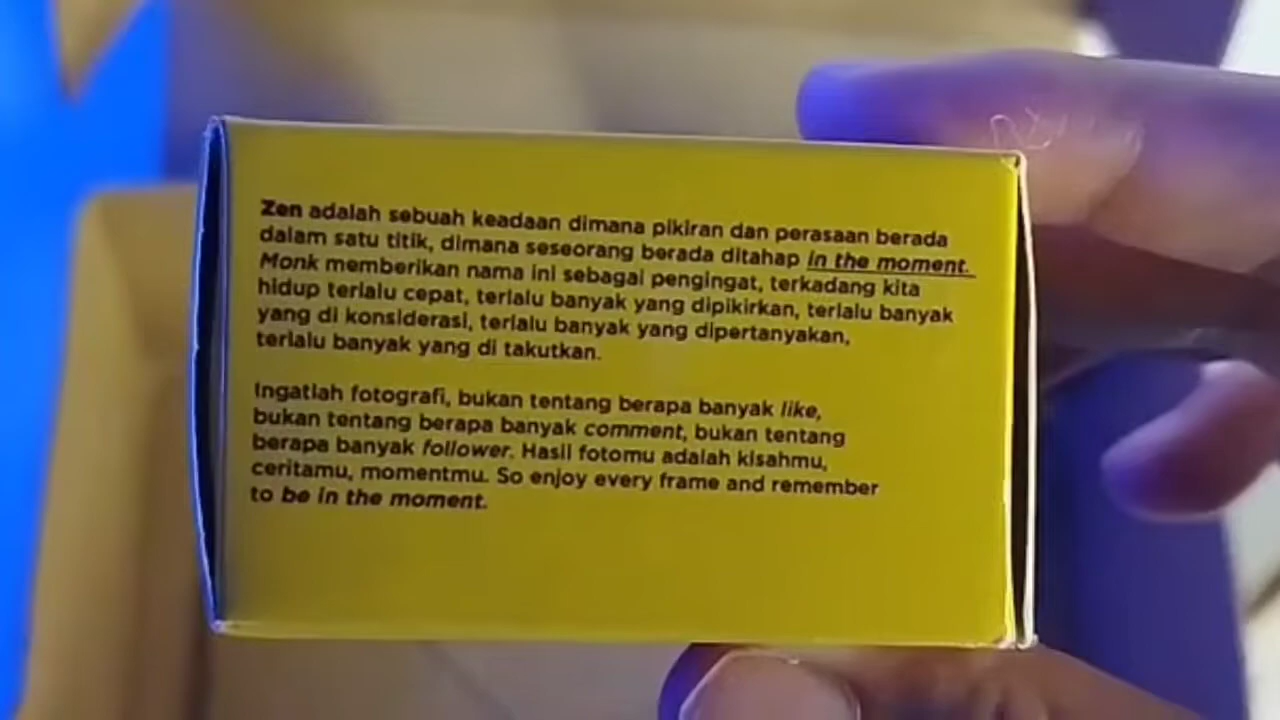 Zen adalah sebuah keadaan dimana pikiran dan perasaan berada
dalam satu titik, dimana seseorang berada ditahap in the moment.
Monk memberikan nama ini sebagai pengingat, terkadang kita
hidup terlalu cepat, terlalu banyak yang dipikirkan, terlalu banyak
yang di konsiderasi, terlalu banyak yang dipertanyakan,
terlalu banyak yang di takutkan.
Ingatlah fotografi, bukan tentang berapa banyak like,
bukan tentang berapa banyak comment, bukan tentang
berapa banyak follower. Hasil fotomu adalah kisahmu,
ceritamu, momentmu. So enjoy every frame and remember
to be in the moment.